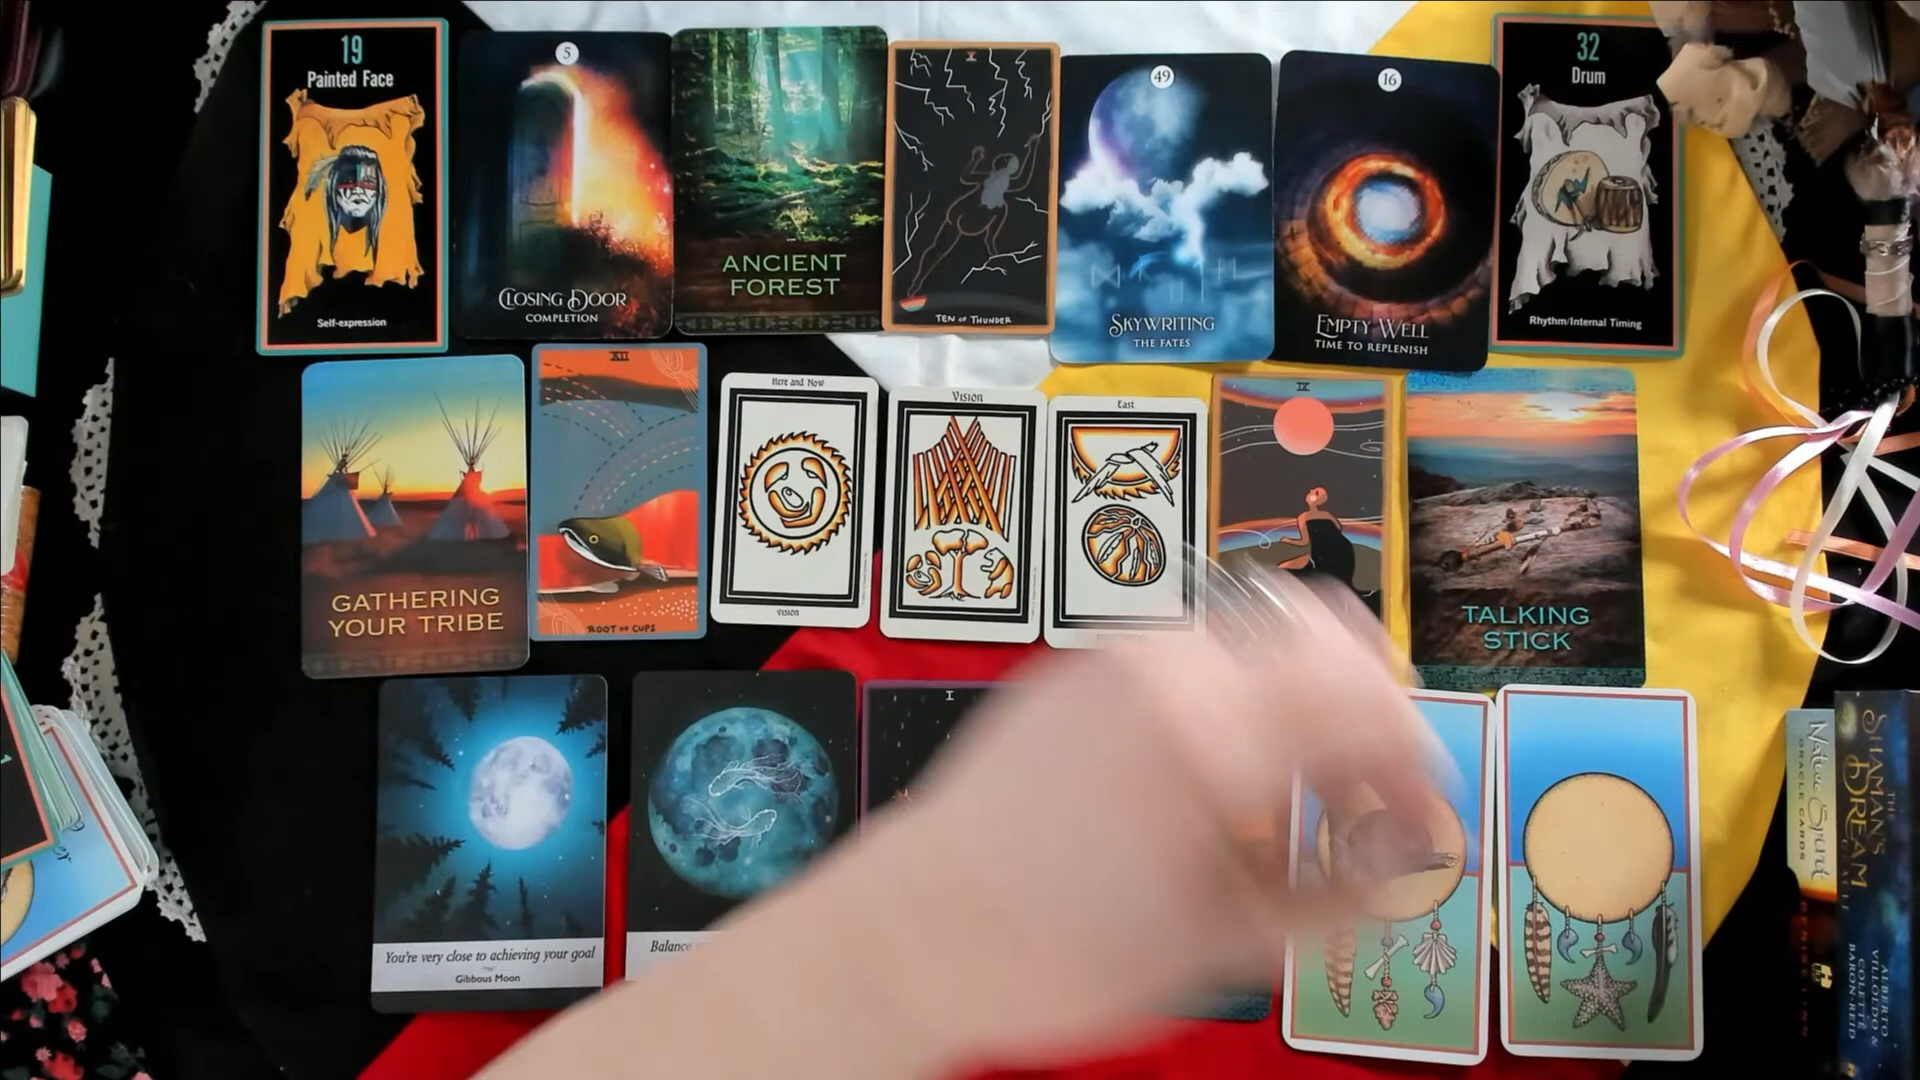 19
Painted Face
Self-expression
5
CLOSING DOOR
COMPLETION
ANCIENT
FOREST
X
TEN OF THUNDER
49
SKYWRITING
THE FATES
16
EMPTY WELL
TIME TO REPLENISH
32
Drum
Rhythm/Internal Timing
GATHERING
YOUR TRIBE
XII
ROOT OF CUPS
Here and Now
VISION
VISION
East
IX
TALKING
STICK
You're very close to achieving your goal
Gibbous Moon
Balance
I
Native Spirit
ORACLE CARDS
THE
SHAMAN'S
DREAM
ALBERTO
VILLOLDO &
COLETTE
BARON-REID